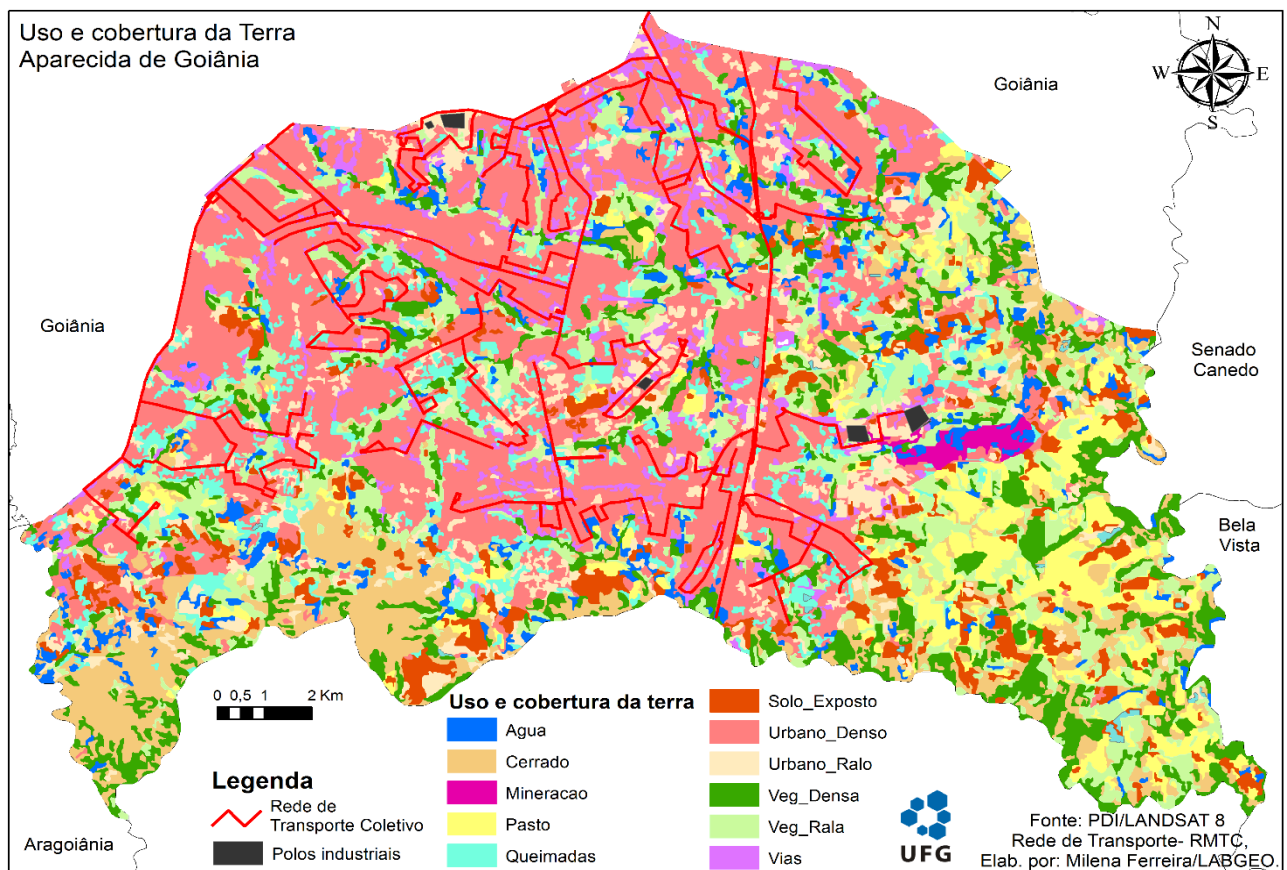 Uso e cobertura da Terra
Aparecida de Goiânia
N
W
E
S
Goiânia
Goiânia
Senado
Canedo
Bela
Vista
Aragoiânia
0 0,5 1 2 Km
Legenda
Rede de
Transporte Coletivo
Polos industriais
Uso e cobertura da terra
Agua
Cerrado
Mineracao
Pasto
Queimadas
Solo_Exposto
Urbano_Denso
Urbano_Ralo
Veg_Densa
Veg_Rala
Vias
UFG
Fonte: PDI/LANDSAT 8
Rede de Transporte- RMTC,
Elab. por: Milena Ferreira/LABGEO.